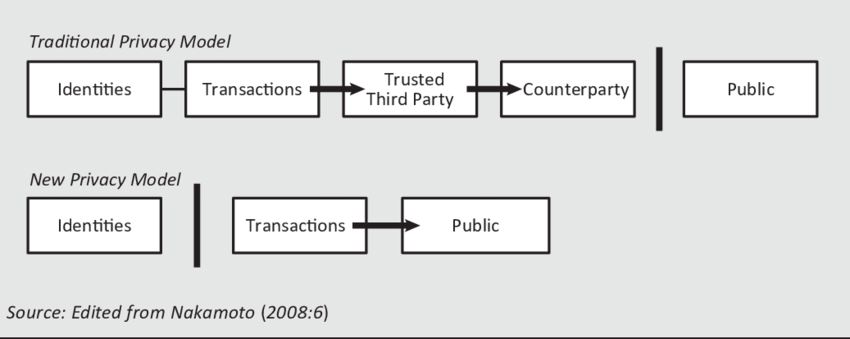 Traditional Privacy Model
Identities
Transactions
Trusted
Third Party
Counterparty
Public
New Privacy Model
Identities
Transactions
Public
Source: Edited from Nakamoto (2008:6)